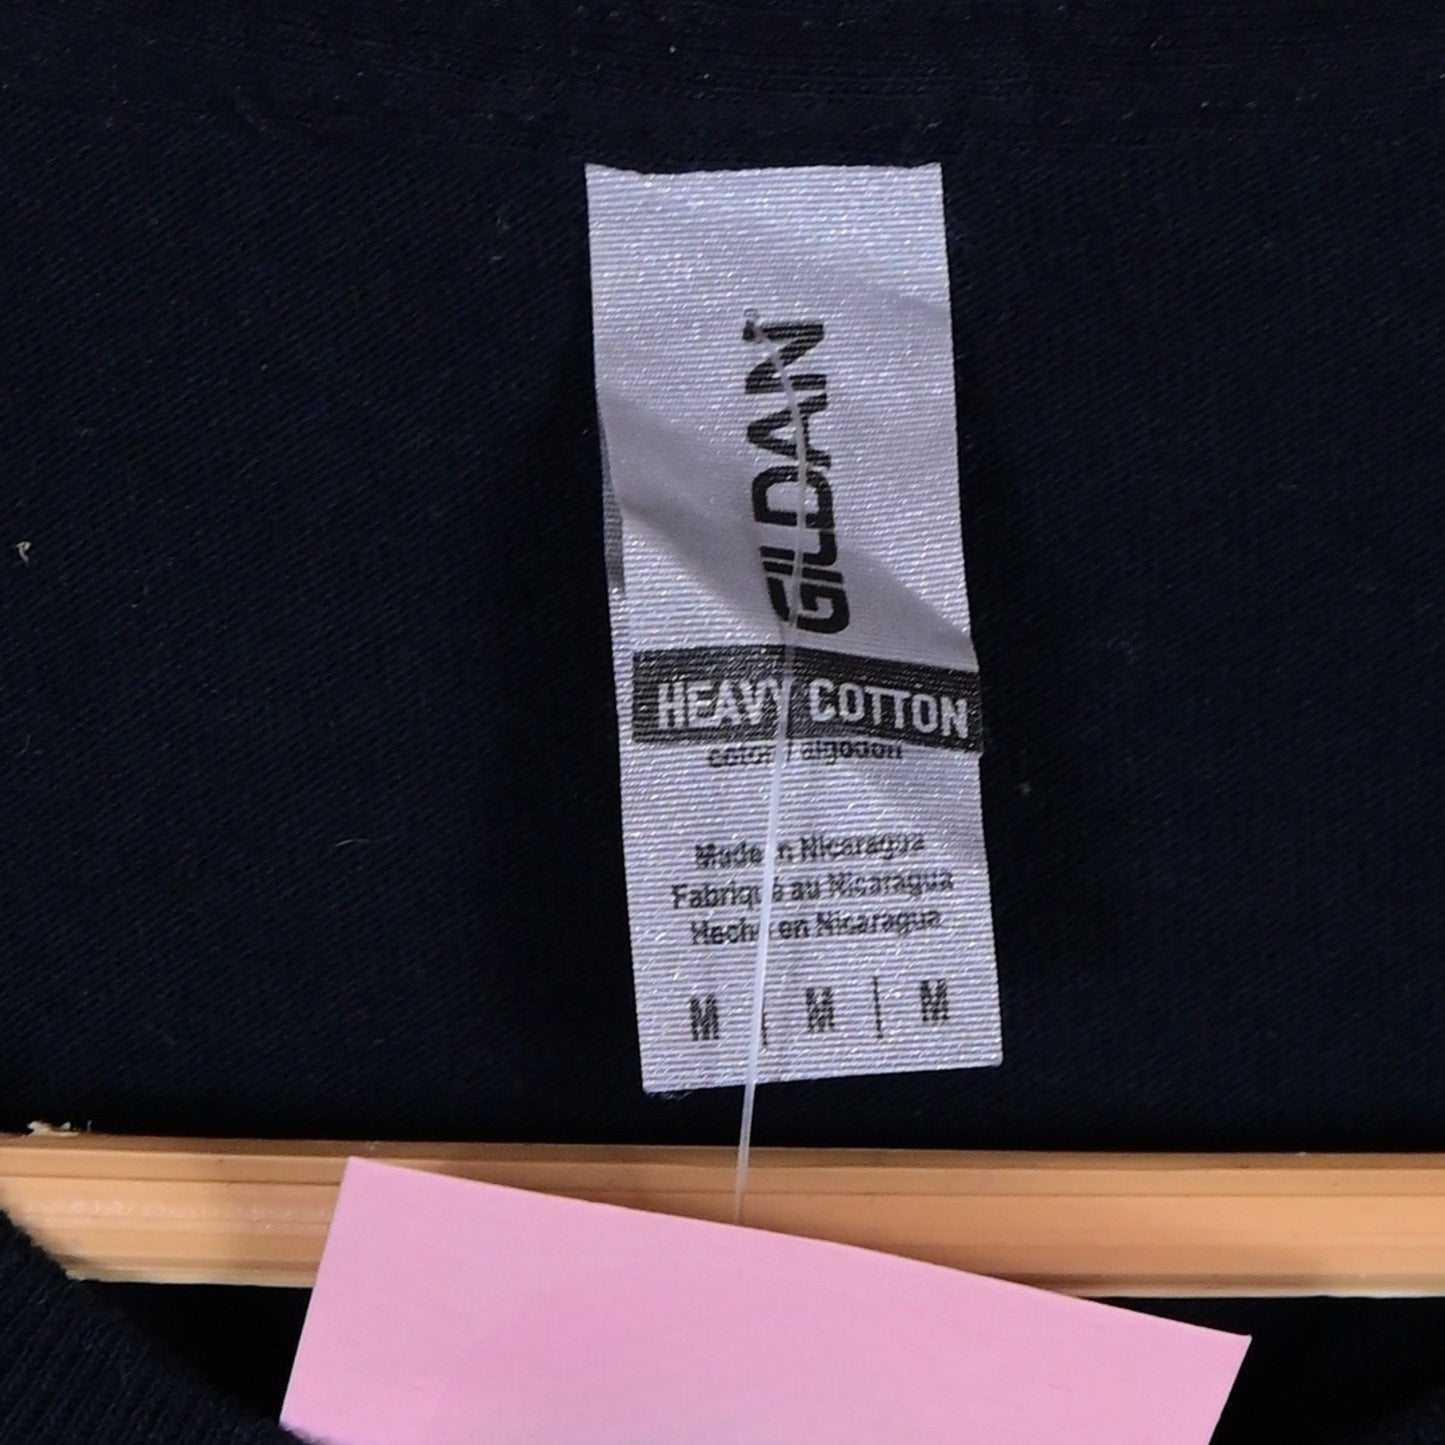 GILDAN
HEAVY COTTON
coton / algodon
Made in Nicaragua
Fabriqué au Nicaragua
Hecho en Nicaragua
M | M | M